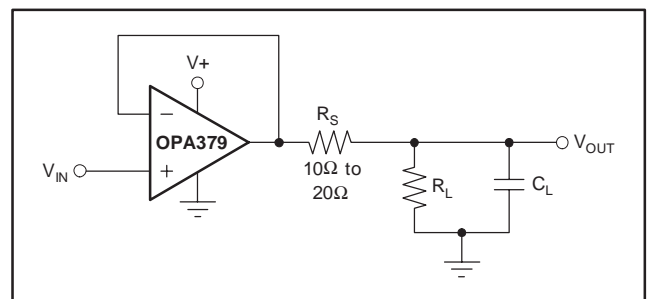 V+
−
OPA379
+
V_IN
R_S
10Ω to
20Ω
R_L
C_L
V_OUT